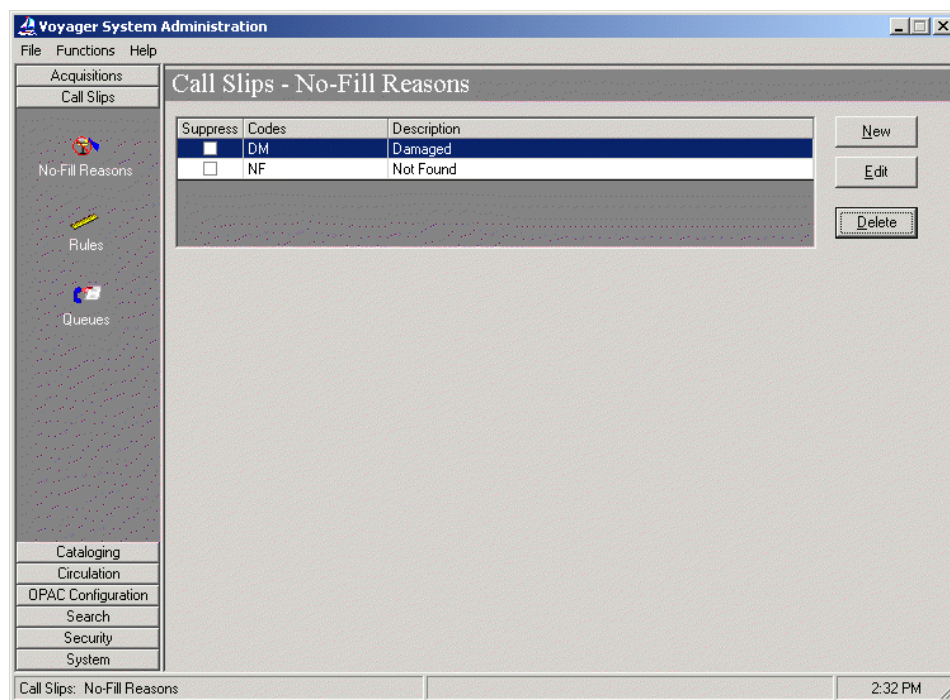 Voyager System Administration
File Functions Help
Acquisitions
Call Slips
No-Fill Reasons
Rules
Queues
Cataloging
Circulation
OPAC Configuration
Search
Security
System
Call Slips - No-Fill Reasons
Suppress Codes Description
DM Damaged
NF Not Found
New
Edit
Delete
Call Slips: No-Fill Reasons 2:32 PM